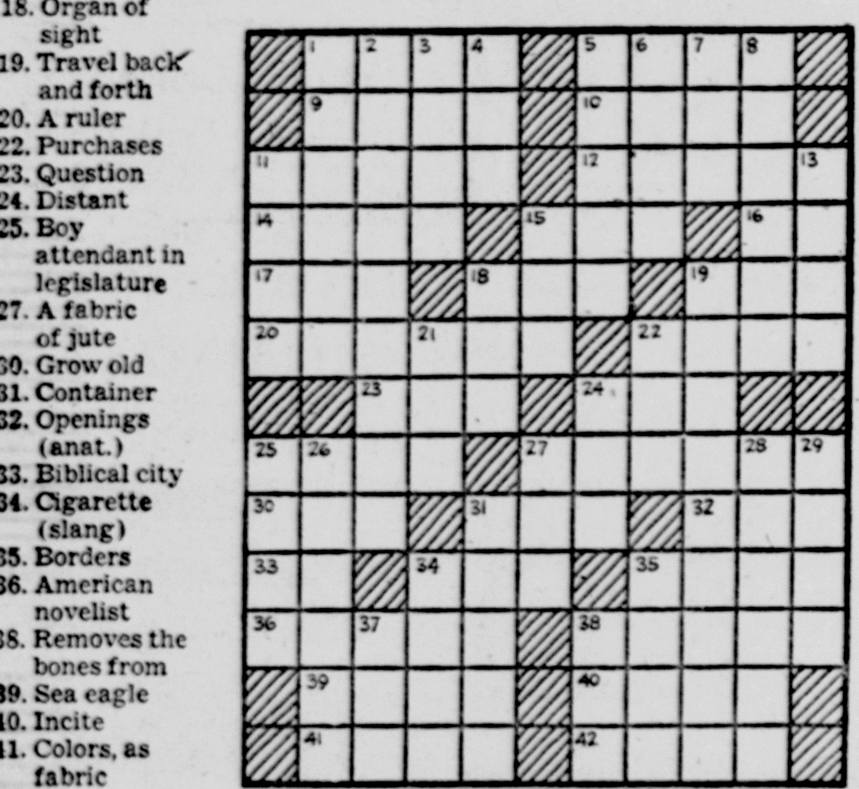 18. Organ of
sight
19. Travel back
and forth
20. A ruler
22. Purchases
23. Question
24. Distant
25. Boy
attendant in
legislature
27. A fabric
of jute
30. Grow old
31. Container
32. Openings
(anat.)
33. Biblical city
34. Cigarette
(slang)
35. Borders
36. American
novelist
38. Removes the
bones from
39. Sea eagle
40. Incite
41. Colors, as
fabric
1 2 3 4 5 6 7 8
9 10
11 12 13
14 15 16
17 18 19
20 21 22
23 24
25 26 27 28 29
30 31 32
33 34 35
36 37 38
39 40
41 42